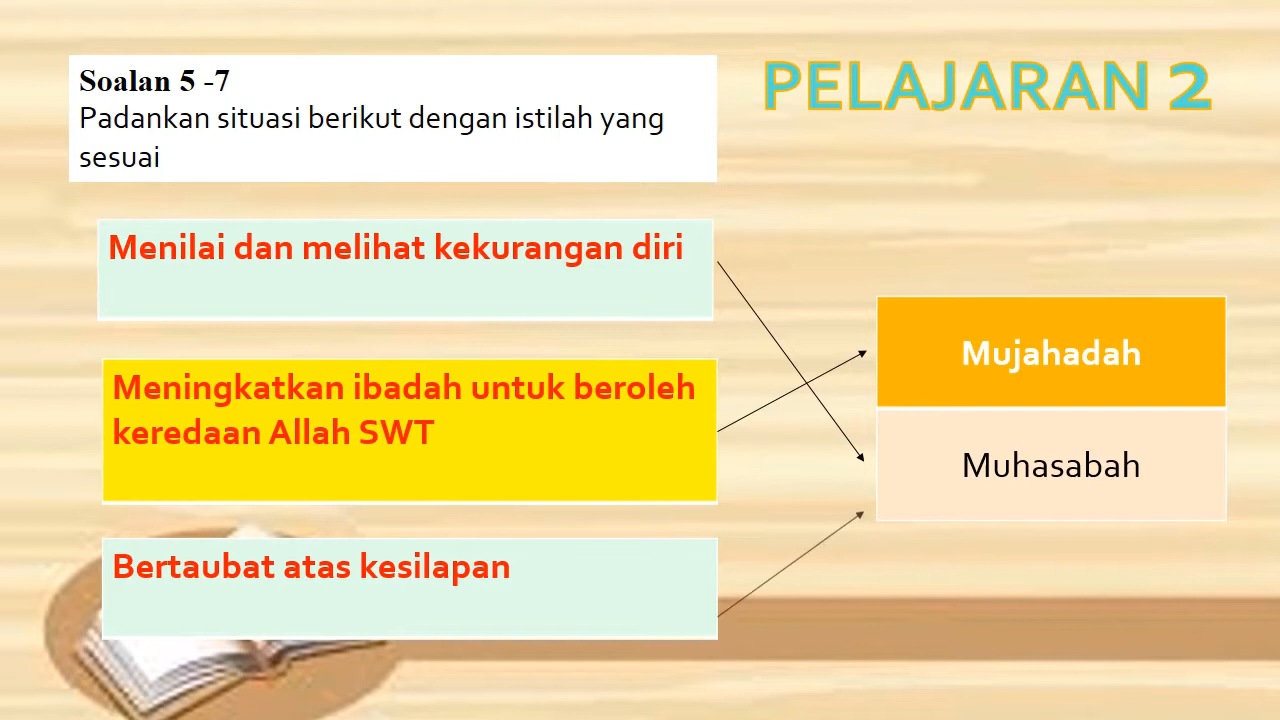 PELAJARAN 2
Soalan 5 -7
Padankan situasi berikut dengan istilah yang
sesuai
Menilai dan melihat kekurangan diri
Meningkatkan ibadah untuk beroleh
keredaan Allah SWT
Bertaubat atas kesilapan
Mujahadah
Muhasabah